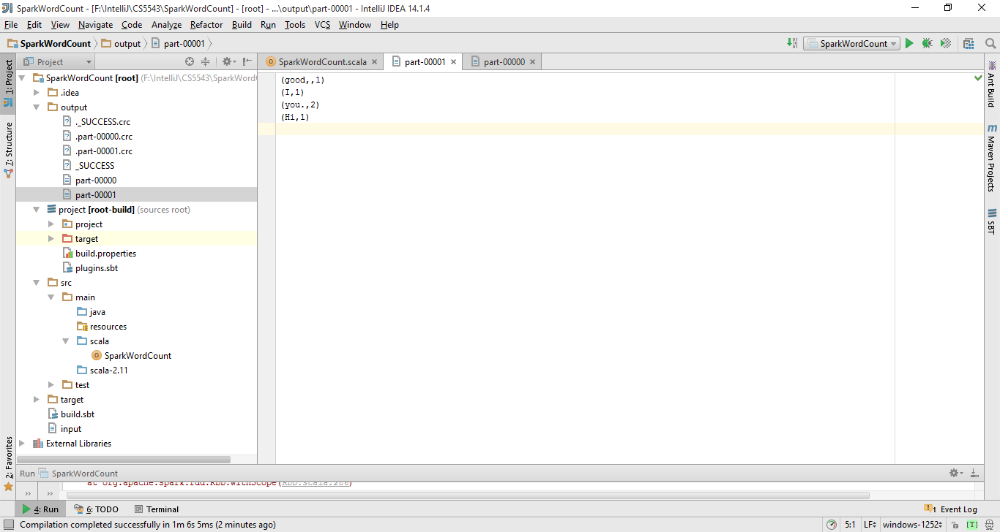 SparkWordCount - [F:\IntelliJ\CS5543\SparkWordCount] - [root] - ...\output\part-00001 - IntelliJ IDEA 14.1.4
File Edit View Navigate Code Analyze Refactor Build Run Tools VCS Window Help
SparkWordCount output part-00001 SparkWordCount
1: Project
7: Structure
2: Favorites
Project
SparkWordCount [root] (F:\IntelliJ\CS5543\SparkWord
.idea
output
._SUCCESS.crc
.part-00000.crc
.part-00001.crc
_SUCCESS
part-00000
part-00001
project [root-build] (sources root)
project
target
build.properties
plugins.sbt
src
main
java
resources
scala
SparkWordCount
scala-2.11
test
target
build.sbt
input
External Libraries
SparkWordCount.scala part-00001 part-00000
(good,,1)
(I,1)
(you.,2)
(Hi,1)
Ant Build
m Maven Projects
SBT
Run SparkWordCount
at org.apache.spark.rdd.RDD.withScope(RDD.scala:286)
4: Run 6: TODO Terminal 1 Event Log
Compilation completed successfully in 1m 6s 5ms (2 minutes ago) 5:1 LF windows-1252 [T]